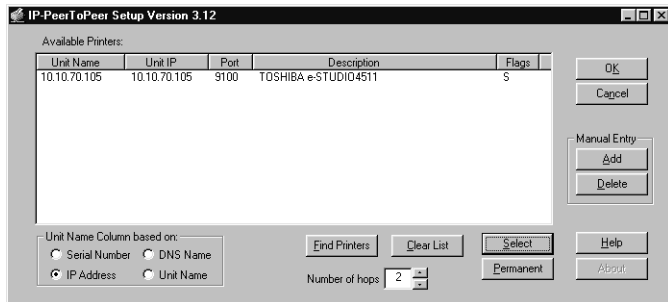 IP-PeerToPeer Setup Version 3.12
Available Printers:
Unit Name Unit IP Port Description Flags
10.10.70.105 10.10.70.105 9100 TOSHIBA e-STUDIO4511 S
OK
Cancel
Manual Entry
Add
Delete
Unit Name Column based on:
Serial Number DNS Name
IP Address Unit Name
Find Printers Clear List Select Help
Number of hops 2 Permanent About